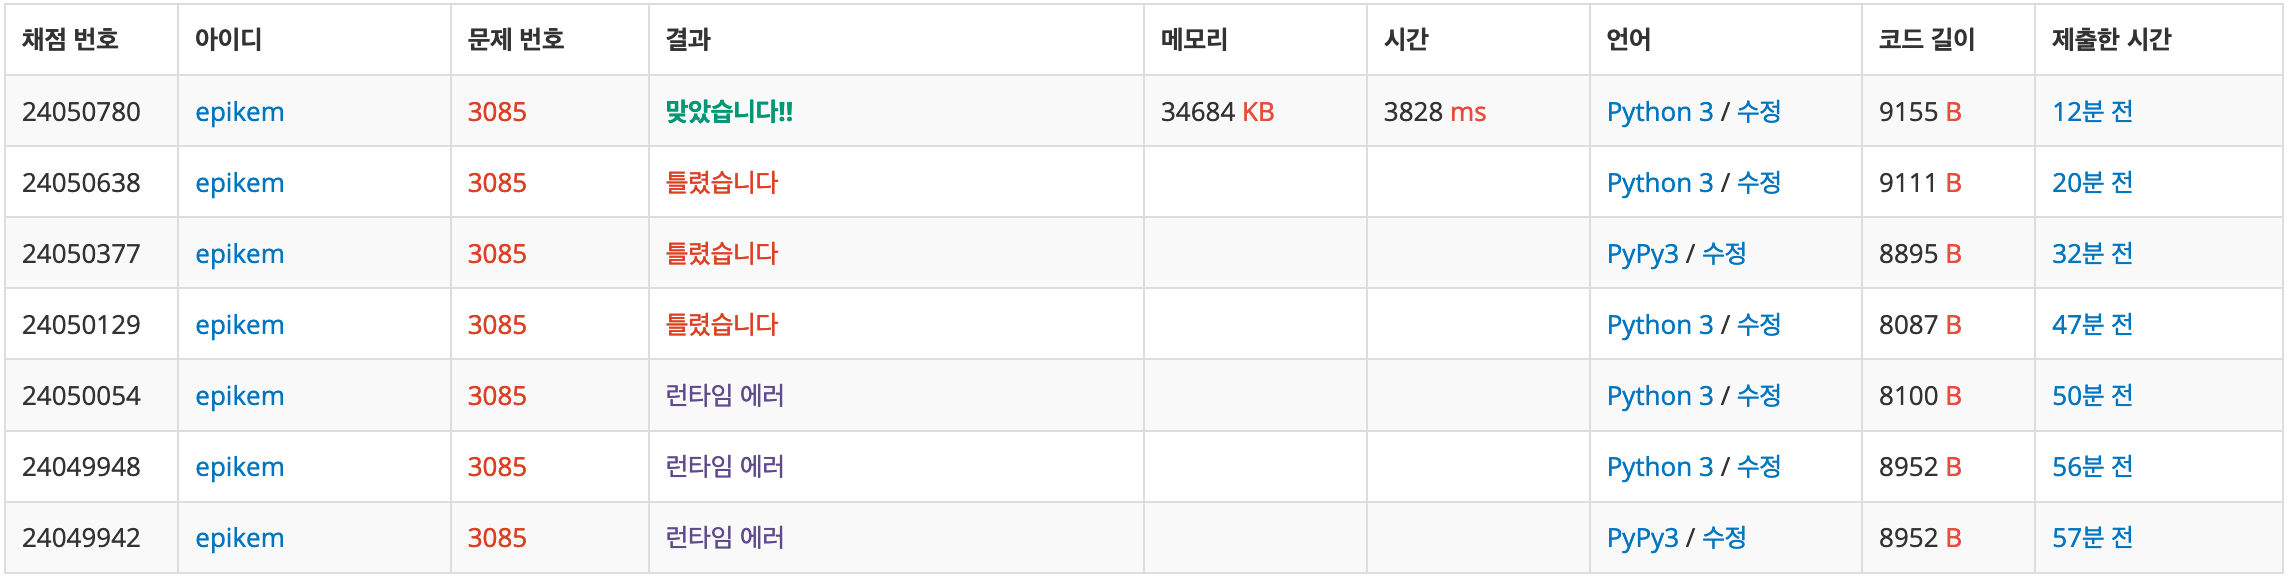 채점 번호 아이디 문제 번호 결과 메모리 시간 언어 코드 길이 제출한 시간
24050780 epikem 3085 맞았습니다!! 34684 KB 3828 ms Python 3 / 수정 9155 B 12분 전
24050638 epikem 3085 틀렸습니다 Python 3 / 수정 9111 B 20분 전
24050377 epikem 3085 틀렸습니다 PyPy3 / 수정 8895 B 32분 전
24050129 epikem 3085 틀렸습니다 Python 3 / 수정 8087 B 47분 전
24050054 epikem 3085 런타임 에러 Python 3 / 수정 8100 B 50분 전
24049948 epikem 3085 런타임 에러 Python 3 / 수정 8952 B 56분 전
24049942 epikem 3085 런타임 에러 PyPy3 / 수정 8952 B 57분 전